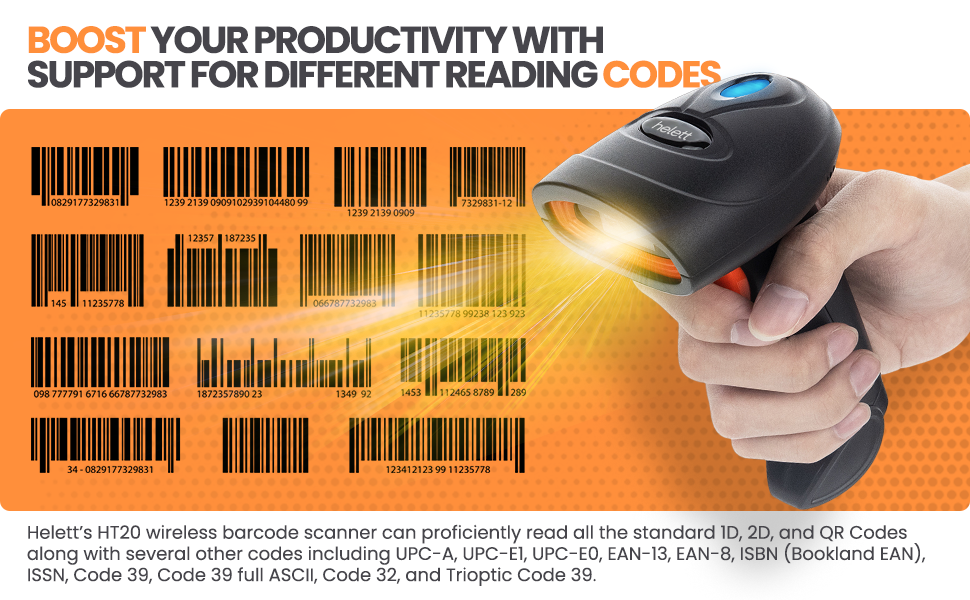 BOOST YOUR PRODUCTIVITY WITH
SUPPORT FOR DIFFERENT READING CODES
helett
0829177329831
1239 2139 0909102939104480 99
1239 2139 0909
7329831-12
145 11235778
12357 187235
066787732983
11235778 99238 123 923
098 777791 6716 66787732983
1872357890 23 1349 92
1453 112465 8789 289
34 - 0829177329831
123412123 99 11235778
Helett's HT20 wireless barcode scanner can proficiently read all the standard 1D, 2D, and QR Codes
along with several other codes including UPC-A, UPC-E1, UPC-E0, EAN-13, EAN-8, ISBN (Bookland EAN),
ISSN, Code 39, Code 39 full ASCII, Code 32, and Trioptic Code 39.